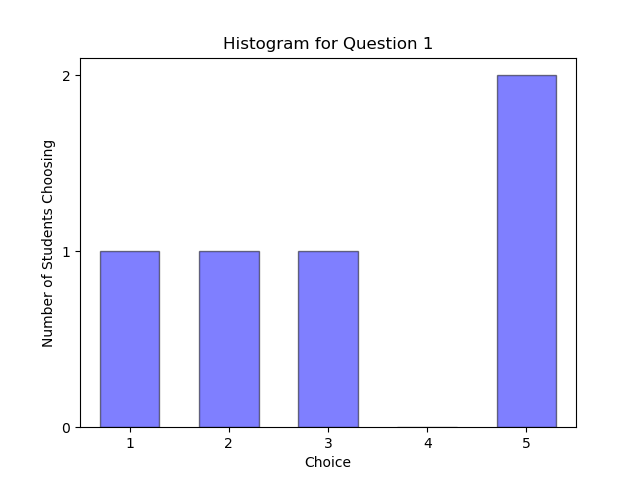 Histogram for Question 1
Number of Students Choosing
2
1
0
1 2 3 4 5
Choice